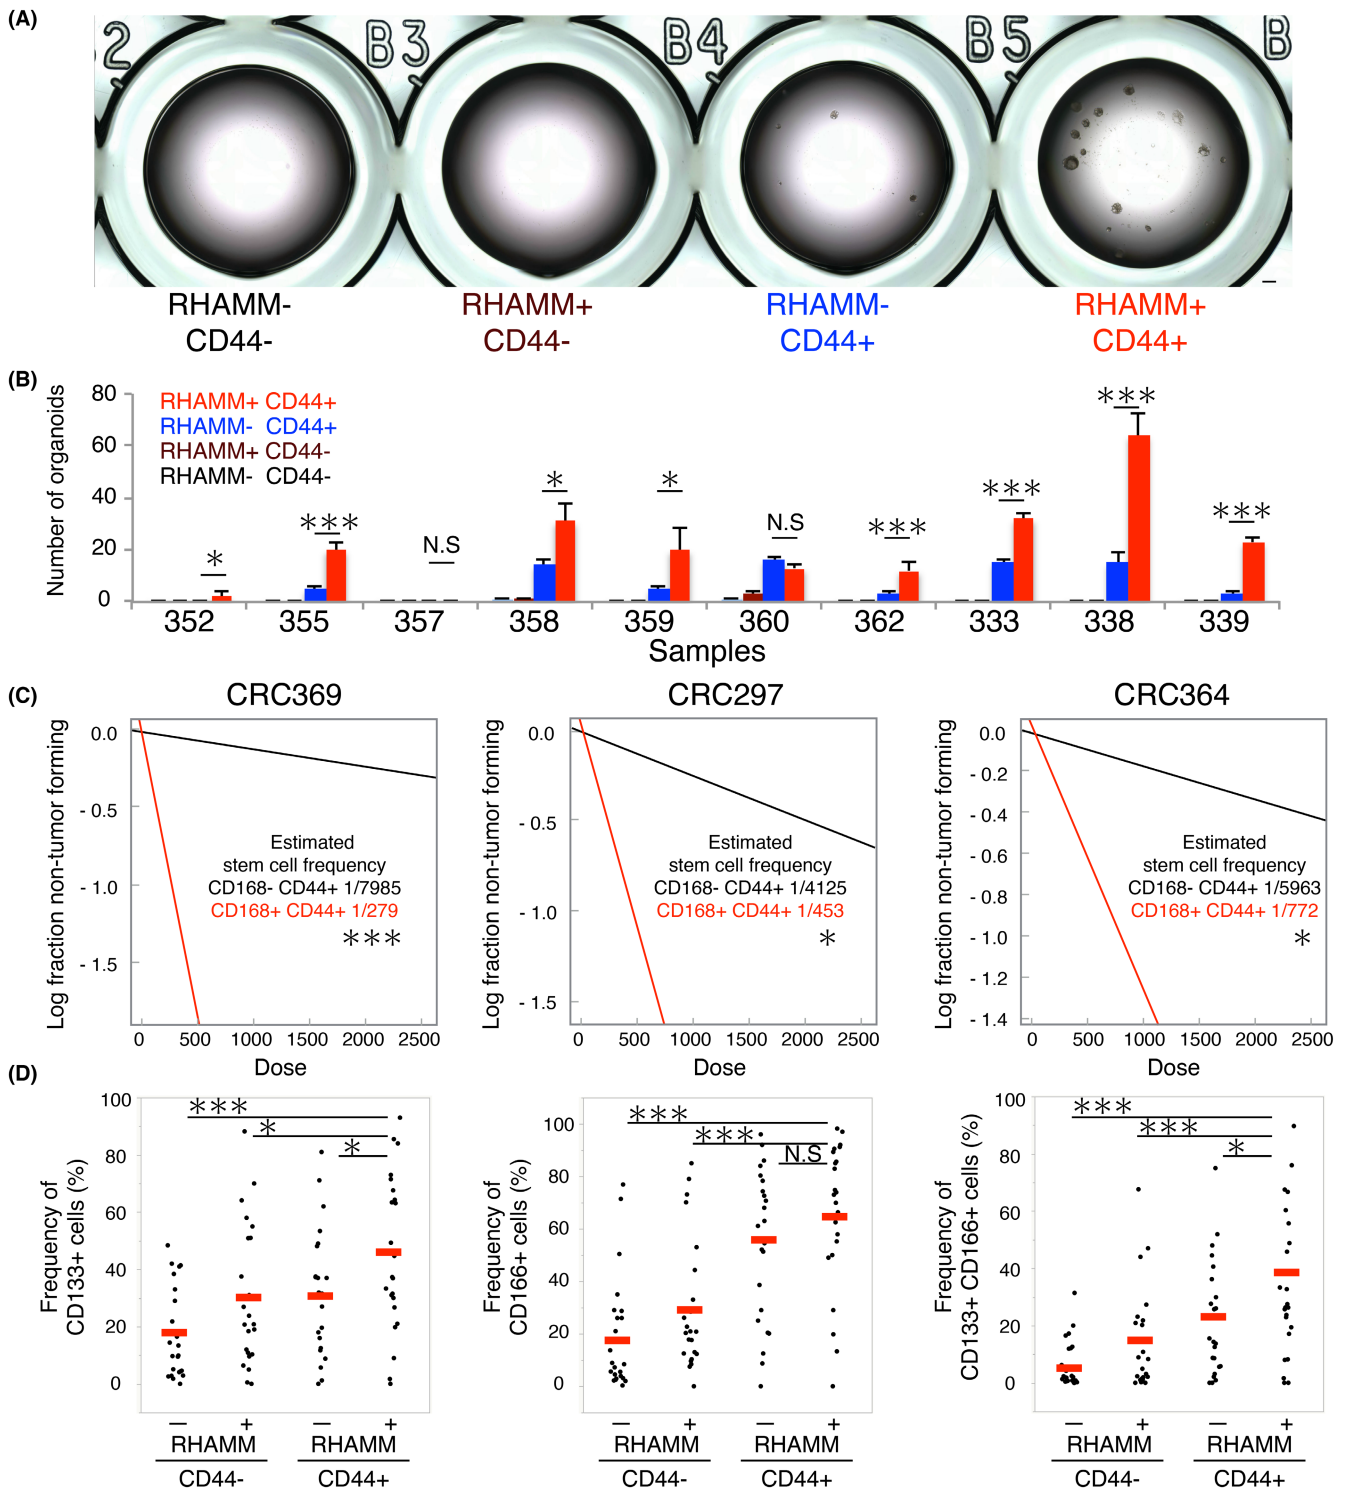 (A)
2 B3 B4 B5 B
RHAMM- RHAMM+ RHAMM- RHAMM+
CD44- CD44- CD44+ CD44+
(B)
Number of organoids
80
60
40
20
0
RHAMM+ CD44+
RHAMM- CD44+
RHAMM+ CD44-
RHAMM- CD44-
* *** N.S * * N.S *** *** *** ***
352 355 357 358 359 360 362 333 338 339
Samples
(C)
CRC369
Log fraction non-tumor forming
0.0
- 0.5
- 1.0
- 1.5
Estimated
stem cell frequency
CD168- CD44+ 1/7985
CD168+ CD44+ 1/279
***
0 500 1000 1500 2000 2500
Dose
CRC297
Log fraction non-tumor forming
0.0
- 0.5
- 1.0
- 1.5
Estimated
stem cell frequency
CD168- CD44+ 1/4125
CD168+ CD44+ 1/453
*
0 500 1000 1500 2000 2500
Dose
CRC364
Log fraction non-tumor forming
0.0
- 0.2
- 0.4
- 0.6
- 0.8
- 1.0
- 1.2
- 1.4
Estimated
stem cell frequency
CD168- CD44+ 1/5963
CD168+ CD44+ 1/772
*
0 500 1000 1500 2000 2500
Dose
(D)
Frequency of
CD133+ cells (%)
100
80
60
40
20
0
***
*
*
– + – +
RHAMM RHAMM
CD44- CD44+
Frequency of
CD166+ cells (%)
100
80
60
40
20
0
***
***
N.S
– + – +
RHAMM RHAMM
CD44- CD44+
Frequency of
CD133+ CD166+ cells (%)
100
80
60
40
20
0
***
***
*
– + – +
RHAMM RHAMM
CD44- CD44+